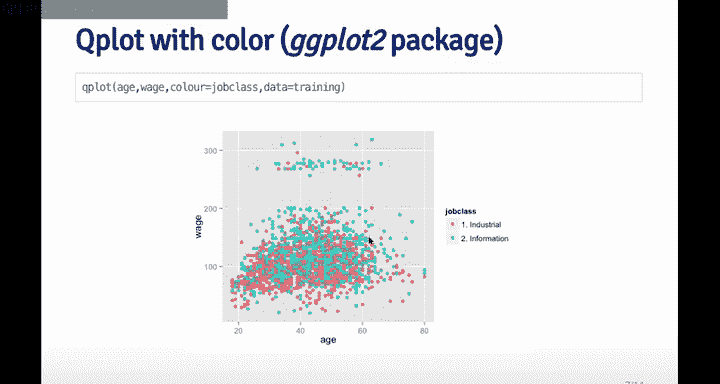 Qplot with color (ggplot2 package)
qplot(age,wage,colour=jobclass,data=training)
300
200
100
wage
20 40 60 80
age
jobclass
1. Industrial
2. Information